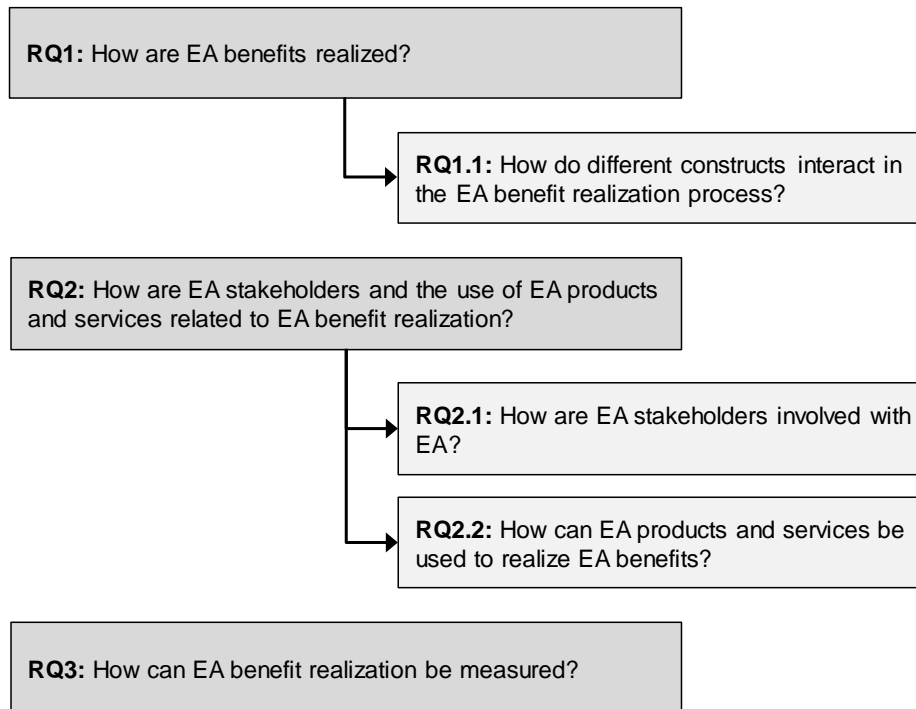 RQ1: How are EA benefits realized?
RQ1.1: How do different constructs interact in
the EA benefit realization process?
RQ2: How are EA stakeholders and the use of EA products
and services related to EA benefit realization?
RQ2.1: How are EA stakeholders involved with
EA?
RQ2.2: How can EA products and services be
used to realize EA benefits?
RQ3: How can EA benefit realization be measured?